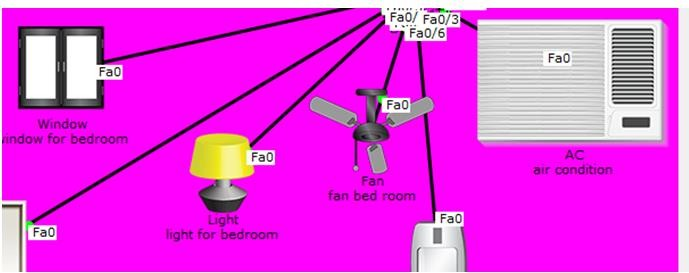 Fa0/
Fa0/3
Fa0/6
Fa0
Fa0
Fa0
Window
window for bedroom
Fa0
AC
air condition
Fan
fan bed room
Light
light for bedroom
Fa0
Fa0